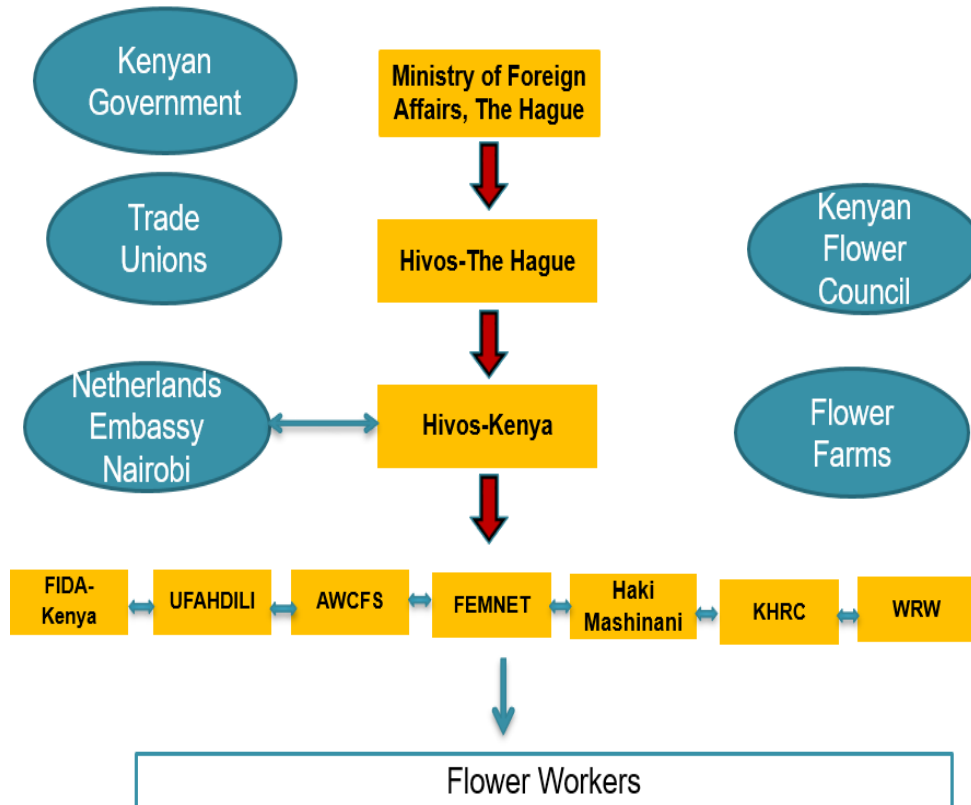 Kenyan
Government
Ministry of Foreign
Affairs, The Hague
Trade
Unions
Hivos-The Hague
Kenyan
Flower
Council
Netherlands
Embassy
Nairobi
Hivos-Kenya
Flower
Farms
FIDA-
Kenya
UFAHDILI
AWCFS
FEMNET
Haki
Mashinani
KHRC
WRW
Flower Workers